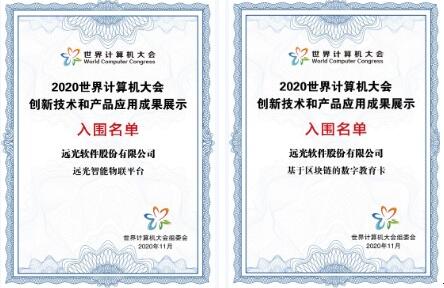 世界计算机大会
World Computer Congress
2020世界计算机大会
创新技术和产品应用成果展示
入围名单
远光软件股份有限公司
远光智能物联平台
世界计算机大会组委会
2020年11月
世界计算机大会
World Computer Congress
2020世界计算机大会
创新技术和产品应用成果展示
入围名单
远光软件股份有限公司
基于区块链的数字教育卡
世界计算机大会组委会
2020年11月